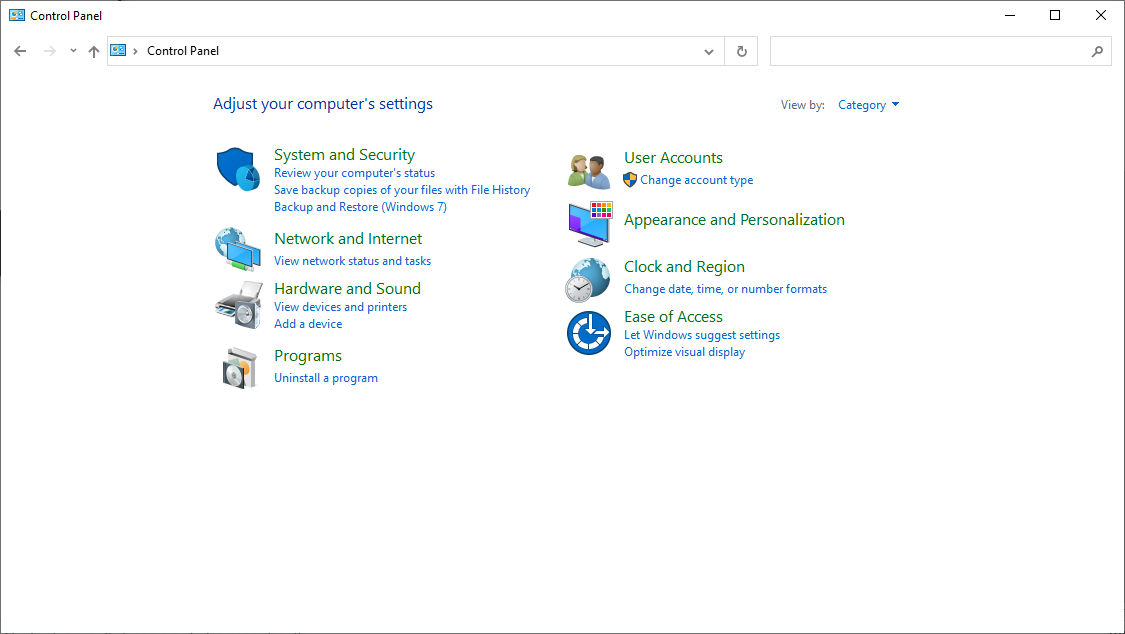 Control Panel
Control Panel
Adjust your computer's settings
View by: Category
System and Security
Review your computer's status
Save backup copies of your files with File History
Backup and Restore (Windows 7)
Network and Internet
View network status and tasks
Hardware and Sound
View devices and printers
Add a device
Programs
Uninstall a program
User Accounts
Change account type
Appearance and Personalization
Clock and Region
Change date, time, or number formats
Ease of Access
Let Windows suggest settings
Optimize visual display